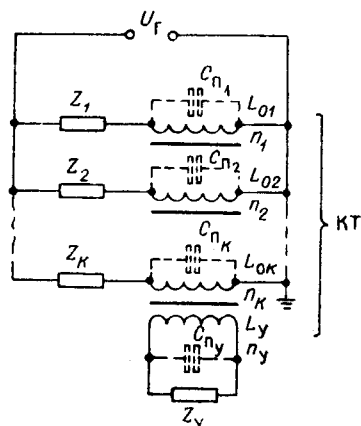 U_Г
C_П1
Z_1
L_01
n_1
C_П2
Z_2
L_02
n_2
КТ
C_Пк
Z_К
L_0К
n_К
L_У
C_ПУ
n_У
Z_У